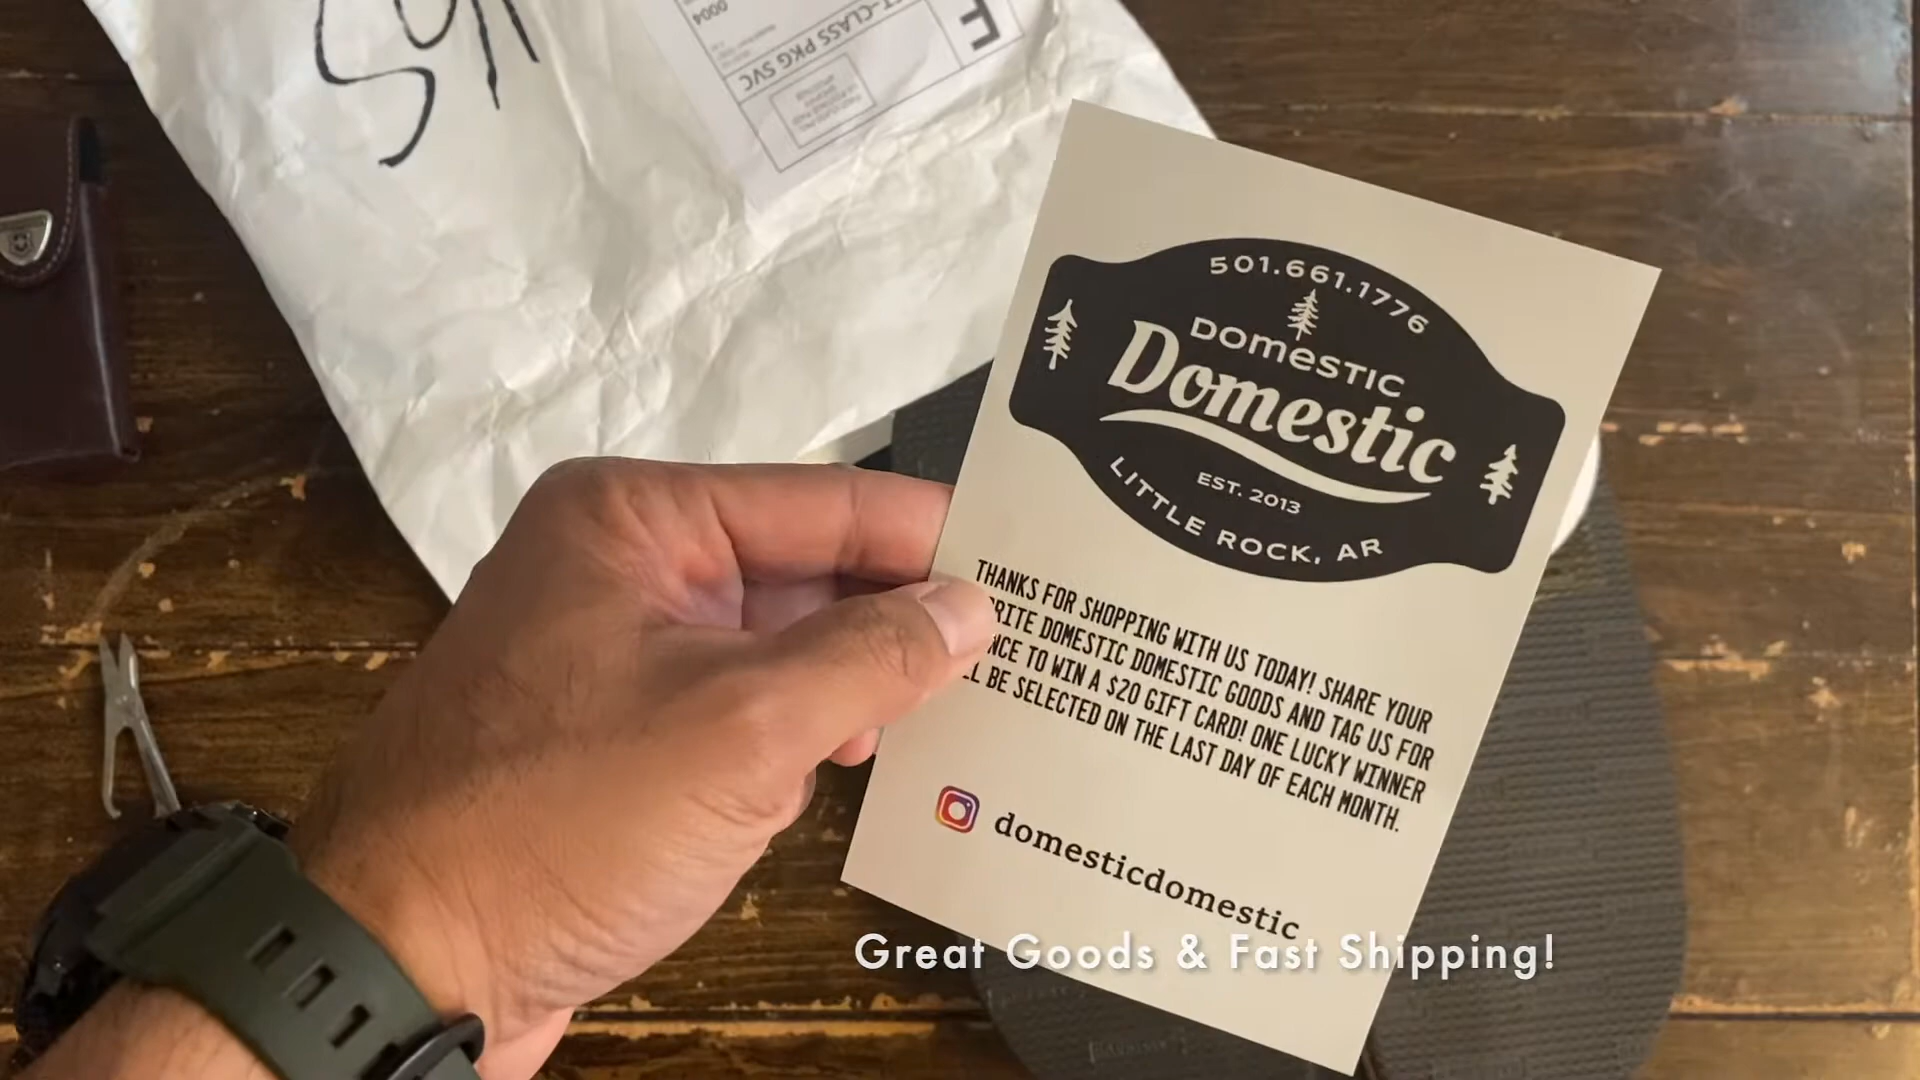 0004
ST-CLASS PKG SVC
E
501.661.1776
DOMESTIC
Domestic
EST. 2013
LITTLE ROCK, AR
THANKS FOR SHOPPING WITH US TODAY! SHARE YOUR
DOMESTIC DOMESTIC GOODS AND TAG US FOR
TO WIN A $20 GIFT CARD! ONE LUCKY WINNER
BE SELECTED ON THE LAST DAY OF EACH MONTH.
domesticdomestic
Great Goods & Fast Shipping!